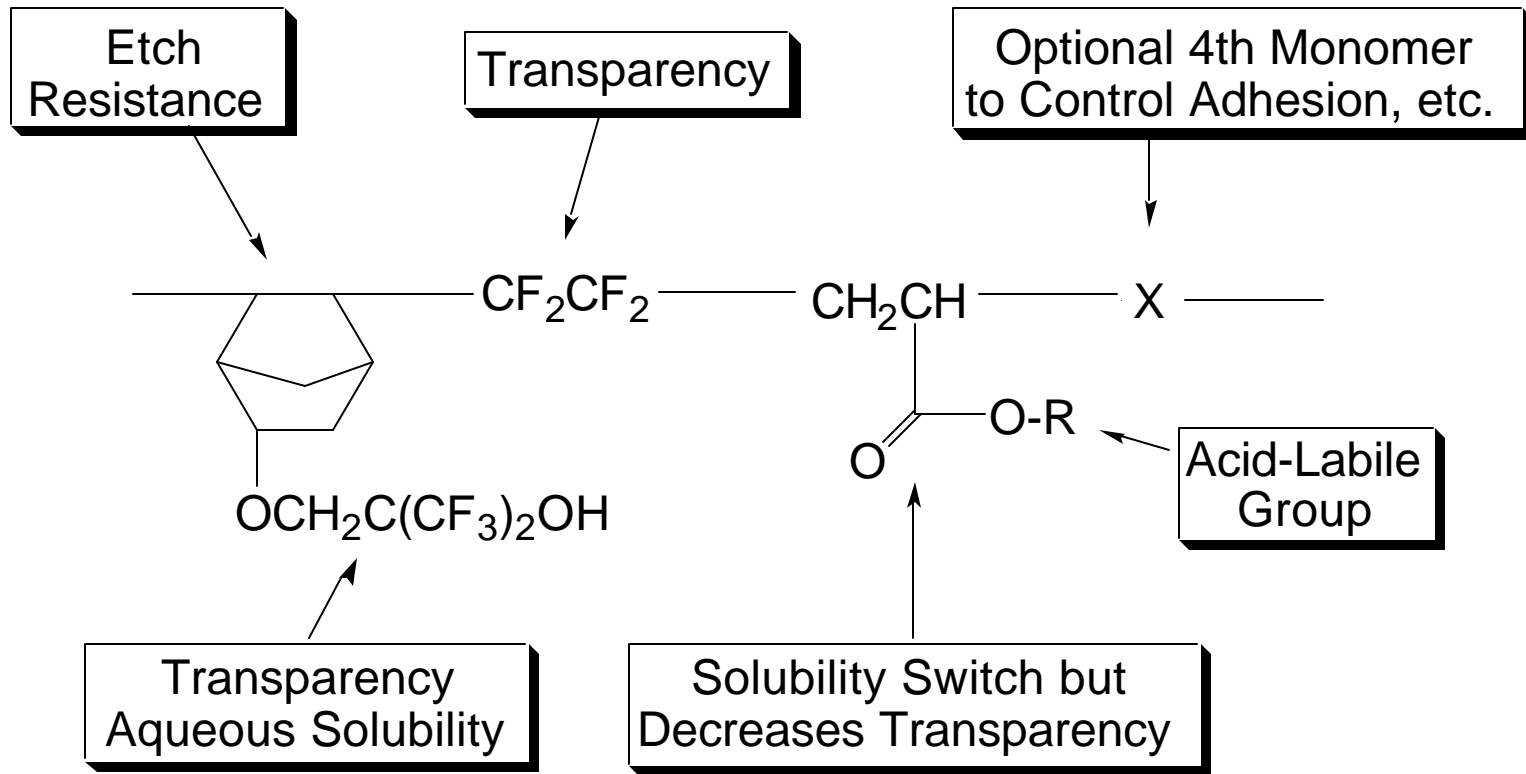 Etch
Resistance
Transparency
Optional 4th Monomer
to Control Adhesion, etc.
CF₂CF₂
CH₂CH
X
O
O-R
OCH₂C(CF₃)₂OH
Acid-Labile
Group
Transparency
Aqueous Solubility
Solubility Switch but
Decreases Transparency